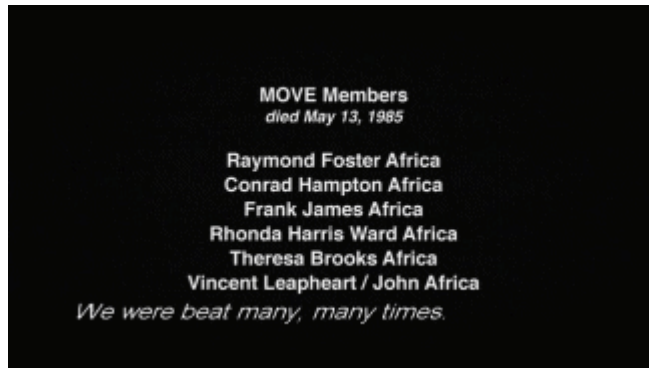 MOVE Members
died May 13, 1985
Raymond Foster Africa
Conrad Hampton Africa
Frank James Africa
Rhonda Harris Ward Africa
Theresa Brooks Africa
Vincent Leapheart / John Africa
We were beat many, many times.